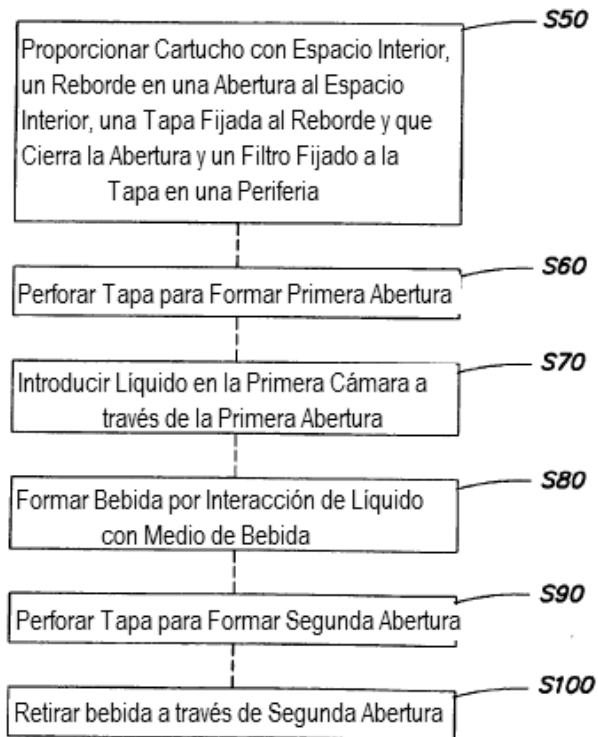 S50
Proporcionar Cartucho con Espacio Interior,
un Reborde en una Abertura al Espacio
Interior, una Tapa Fijada al Reborde y que
Cierra la Abertura y un Filtro Fijado a la
Tapa en una Periferia
S60
Perforar Tapa para Formar Primera Abertura
S70
Introducir Líquido en la Primera Cámara a
través de la Primera Abertura
S80
Formar Bebida por Interacción de Líquido
con Medio de Bebida
S90
Perforar Tapa para Formar Segunda Abertura
S100
Retirar bebida a través de Segunda Abertura